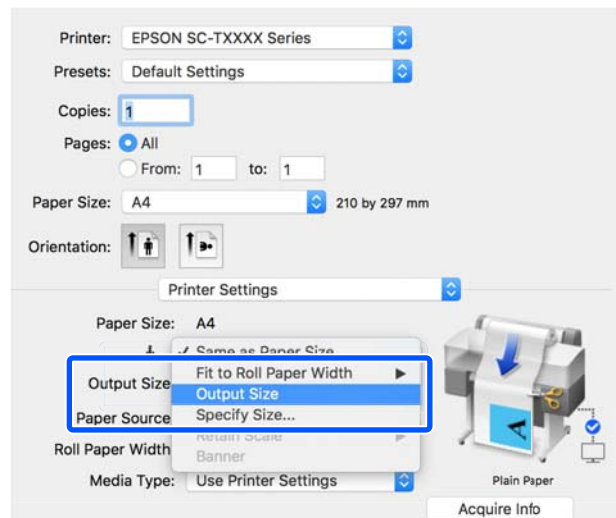 Printer: EPSON SC-TXXXX Series
Presets: Default Settings
Copies: 1
Pages: All
From: 1 to: 1
Paper Size: A4 210 by 297 mm
Orientation:
Printer Settings
Paper Size: A4
✓ Same as Paper Size
Output Size Fit to Roll Paper Width
Output Size
Paper Source Specify Size...
Retain Scale
Roll Paper Width Banner
Media Type: Use Printer Settings
Plain Paper
Acquire Info